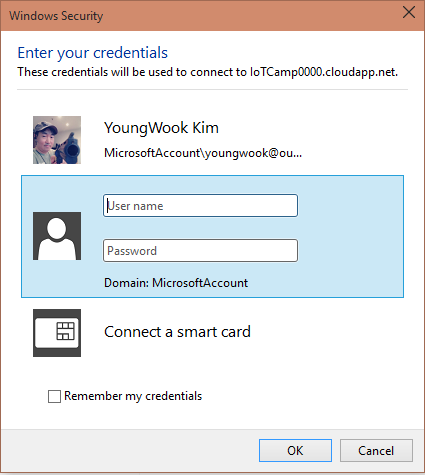 Windows Security
Enter your credentials
These credentials will be used to connect to IoTCamp0000.cloudapp.net.
YoungWook Kim
MicrosoftAccount\youngwook@ou...
User name
Password
Domain: MicrosoftAccount
Connect a smart card
Remember my credentials
OK
Cancel